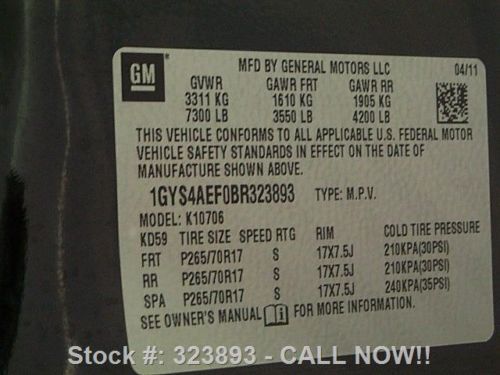 GM
MFD BY GENERAL MOTORS LLC 04/11
GVWR GAWR FRT GAWR RR
3311 KG 1610 KG 1905 KG
7300 LB 3550 LB 4200 LB
THIS VEHICLE CONFORMS TO ALL APPLICABLE U.S. FEDERAL MOTOR
VEHICLE SAFETY STANDARDS IN EFFECT ON THE DATE OF
MANUFACTURE SHOWN ABOVE.
1GYS4AEF0BR323893 TYPE: M.P.V.
MODEL: K10706
KD59 TIRE SIZE SPEED RTG RIM COLD TIRE PRESSURE
FRT P265/70R17 S 17X7.5J 210KPA(30PSI)
RR P265/70R17 S 17X7.5J 210KPA(30PSI)
SPA P265/70R17 S 17X7.5J 240KPA(35PSI)
SEE OWNER'S MANUAL FOR MORE INFORMATION.
Stock #: 323893 - CALL NOW!!